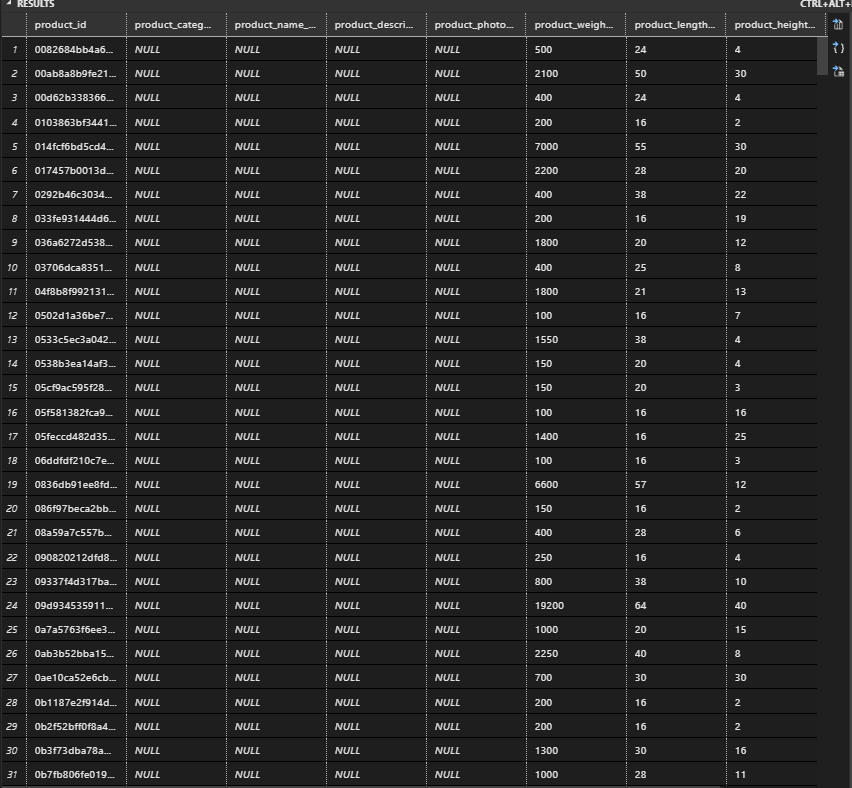 RESULTS CTRL+ALT+
product_id product_categ... product_name_... product_descri... product_photo... product_weigh... product_length... product_height...
1 0082684bb4a6... NULL NULL NULL NULL 500 24 4
2 00ab8a8b9fe21... NULL NULL NULL NULL 2100 50 30
3 00d62b338366... NULL NULL NULL NULL 400 24 4
4 0103863bf3441... NULL NULL NULL NULL 200 16 2
5 014fcf6bd5cd4... NULL NULL NULL NULL 7000 55 30
6 017457b0013d... NULL NULL NULL NULL 2200 28 20
7 0292b46c3034... NULL NULL NULL NULL 400 38 22
8 033fe931444d6... NULL NULL NULL NULL 200 16 19
9 036a6272d538... NULL NULL NULL NULL 1800 20 12
10 03706dca8351... NULL NULL NULL NULL 400 25 8
11 04f8b8f992131... NULL NULL NULL NULL 1800 21 13
12 0502d1a36be7... NULL NULL NULL NULL 100 16 7
13 0533c5ec3a042... NULL NULL NULL NULL 1550 38 4
14 0538b3ea14af3... NULL NULL NULL NULL 150 20 4
15 05cf9ac595f28... NULL NULL NULL NULL 150 20 3
16 05f581382fca9... NULL NULL NULL NULL 100 16 16
17 05feccd482d35... NULL NULL NULL NULL 1400 16 25
18 06ddfdf210c7e... NULL NULL NULL NULL 100 16 3
19 0836db91ee8fd... NULL NULL NULL NULL 6600 57 12
20 086f97beca2bb... NULL NULL NULL NULL 150 16 2
21 08a59a7c557b... NULL NULL NULL NULL 400 28 6
22 090820212dfd8... NULL NULL NULL NULL 250 16 4
23 09337f4d317ba... NULL NULL NULL NULL 800 38 10
24 09d934535911... NULL NULL NULL NULL 19200 64 40
25 0a7a5763f6ee3... NULL NULL NULL NULL 1000 20 15
26 0ab3b52bba15... NULL NULL NULL NULL 2250 40 8
27 0ae10ca52e6cb... NULL NULL NULL NULL 700 30 30
28 0b1187e2f914d... NULL NULL NULL NULL 200 16 2
29 0b2f52bff0f8a4... NULL NULL NULL NULL 200 16 2
30 0b3f73dba78a... NULL NULL NULL NULL 1300 30 16
31 0b7fb806fe019... NULL NULL NULL NULL 1000 28 11